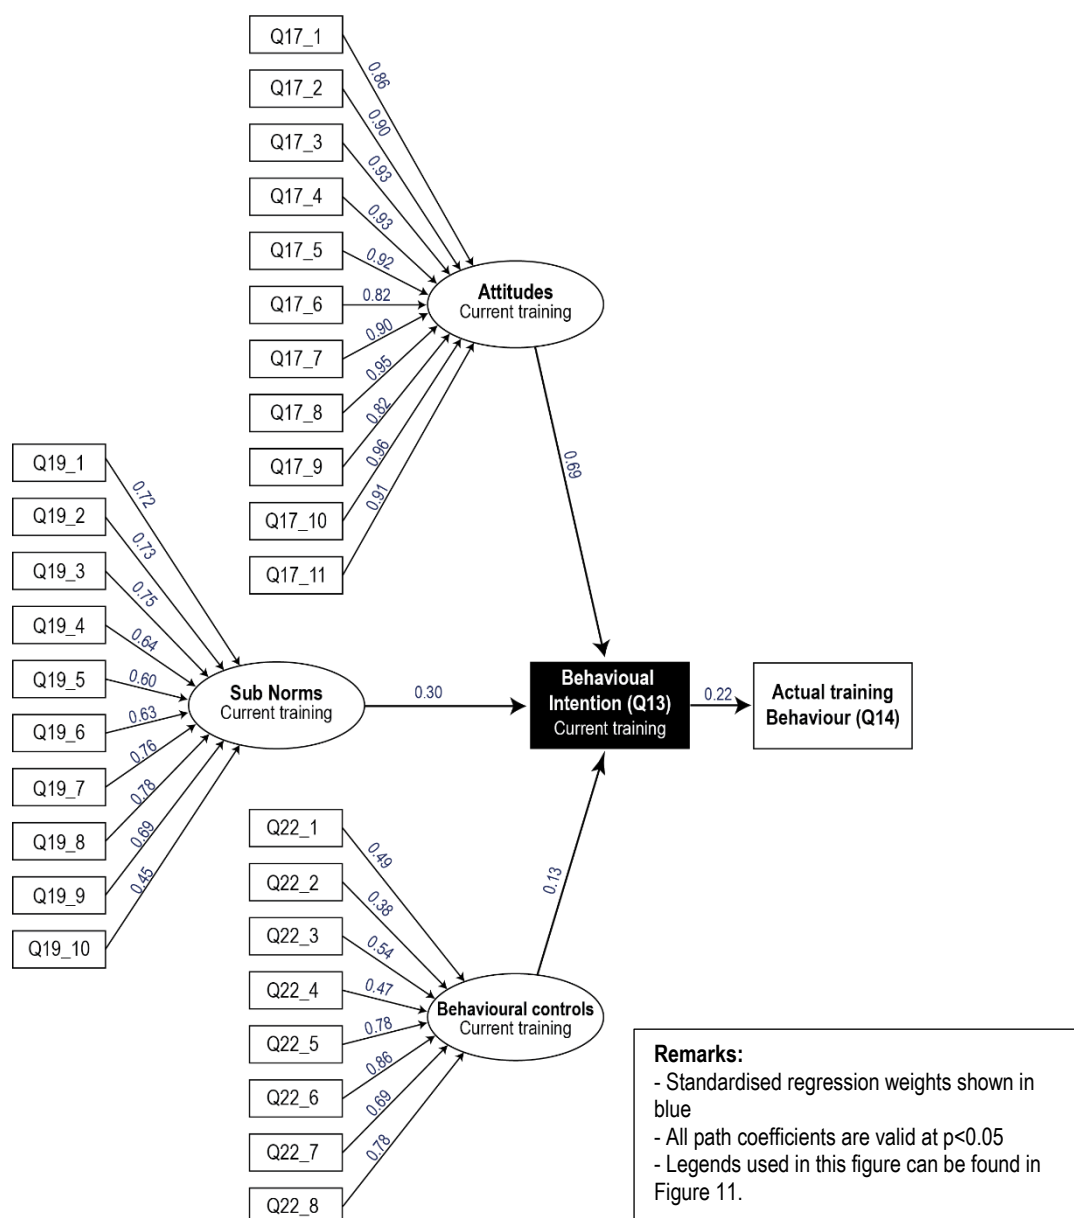 Q17_1
Q17_2
Q17_3
Q17_4
Q17_5
Q17_6
Q17_7
Q17_8
Q17_9
Q17_10
Q17_11
0.86
0.90
0.93
0.93
0.92
0.82
0.90
0.95
0.82
0.96
0.91
Attitudes
Current training
0.69
Q19_1
Q19_2
Q19_3
Q19_4
Q19_5
Q19_6
Q19_7
Q19_8
Q19_9
Q19_10
0.72
0.73
0.75
0.64
0.60
0.63
0.76
0.78
0.69
0.45
Sub Norms
Current training
0.30
Behavioual
Intention (Q13)
Current training
0.22
Actual training
Behaviour (Q14)
Q22_1
Q22_2
Q22_3
Q22_4
Q22_5
Q22_6
Q22_7
Q22_8
0.49
0.38
0.54
0.47
0.78
0.86
0.69
0.78
Behavioural controls
Current training
0.13
Remarks:
- Standardised regression weights shown in
blue
- All path coefficients are valid at p<0.05
- Legends used in this figure can be found in
Figure 11.